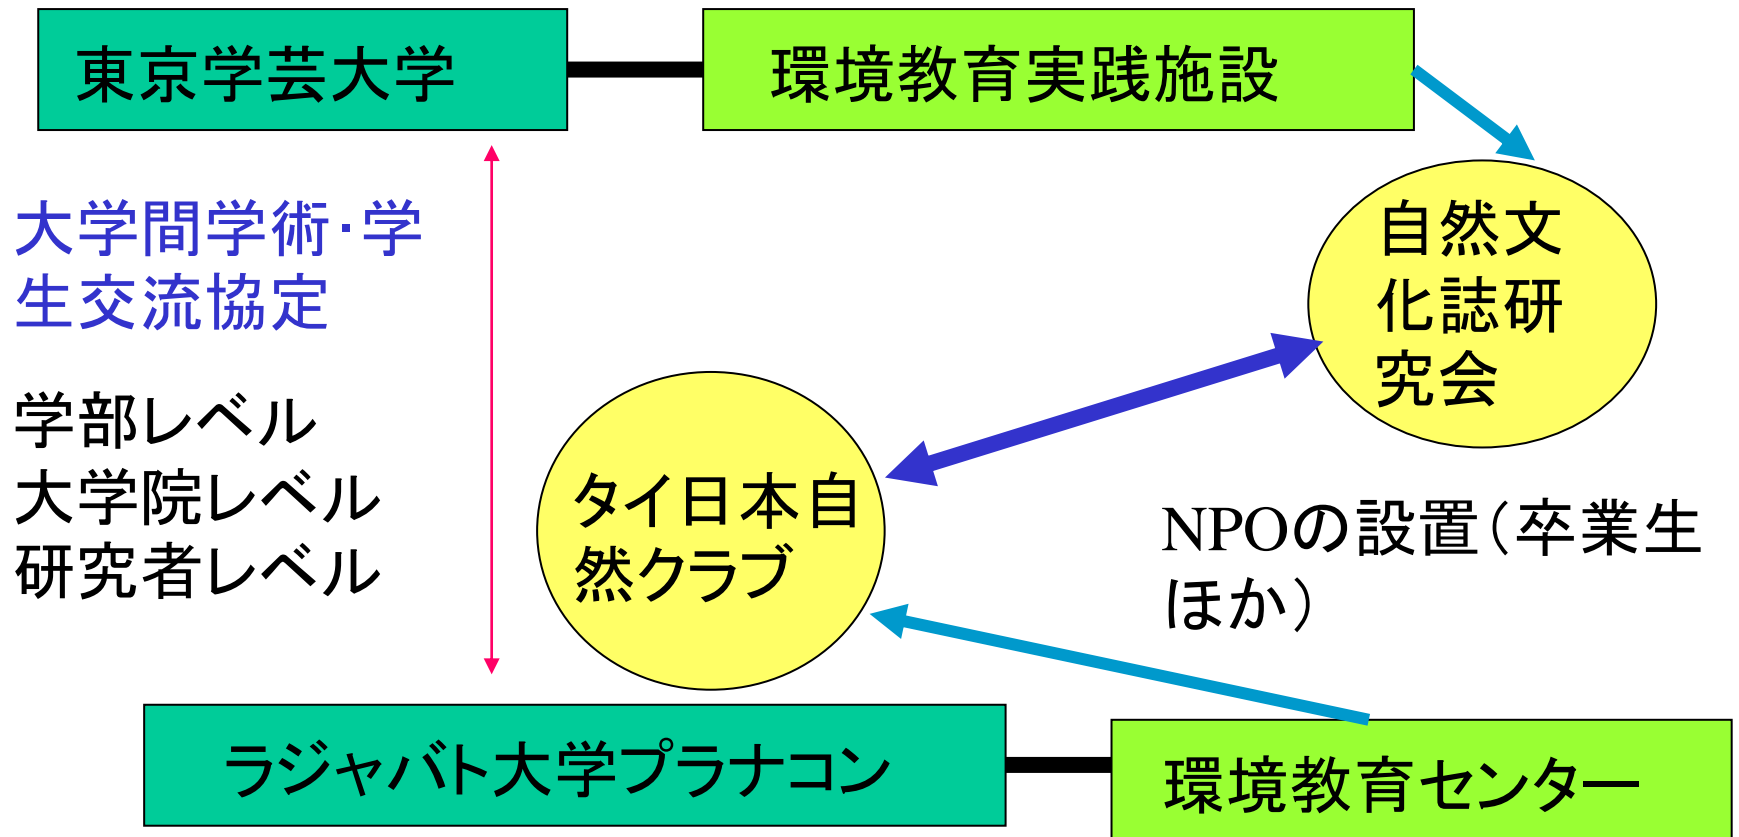 東京学芸大学
環境教育実践施設
大学間学術・学
生交流協定
自然文
化誌研
究会
学部レベル
大学院レベル
研究者レベル
タイ日本自
然クラブ
NPOの設置(卒業生
ほか)
ラジャバト大学プラナコン
環境教育センター